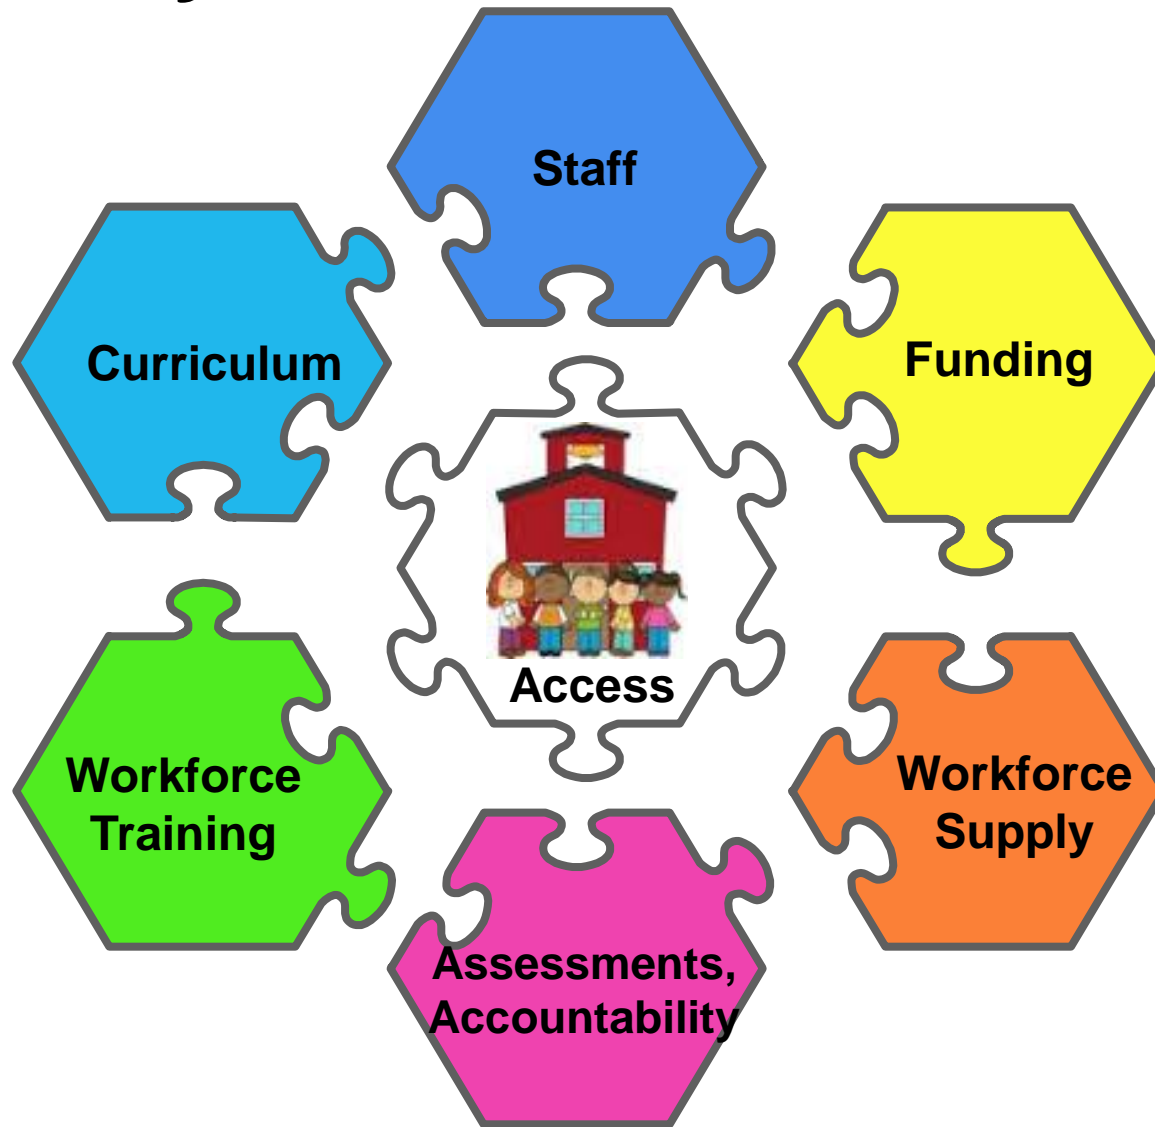 Staff
Curriculum
Funding
Access
Workforce
Training
Workforce
Supply
Assessments,
Accountability